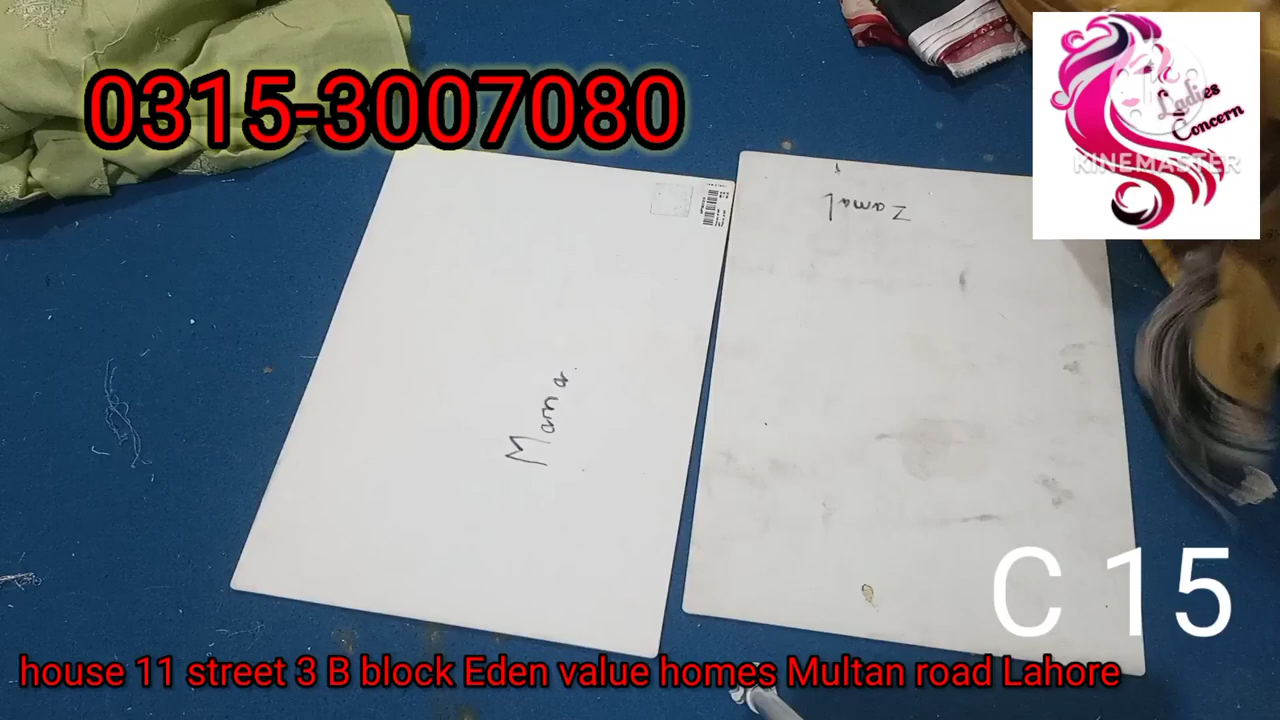 0315-3007080
Ladies
Concern
KINEMASTER
Zamal
Mama
C 15
house 11 street 3 B block Eden value homes Multan road Lahore